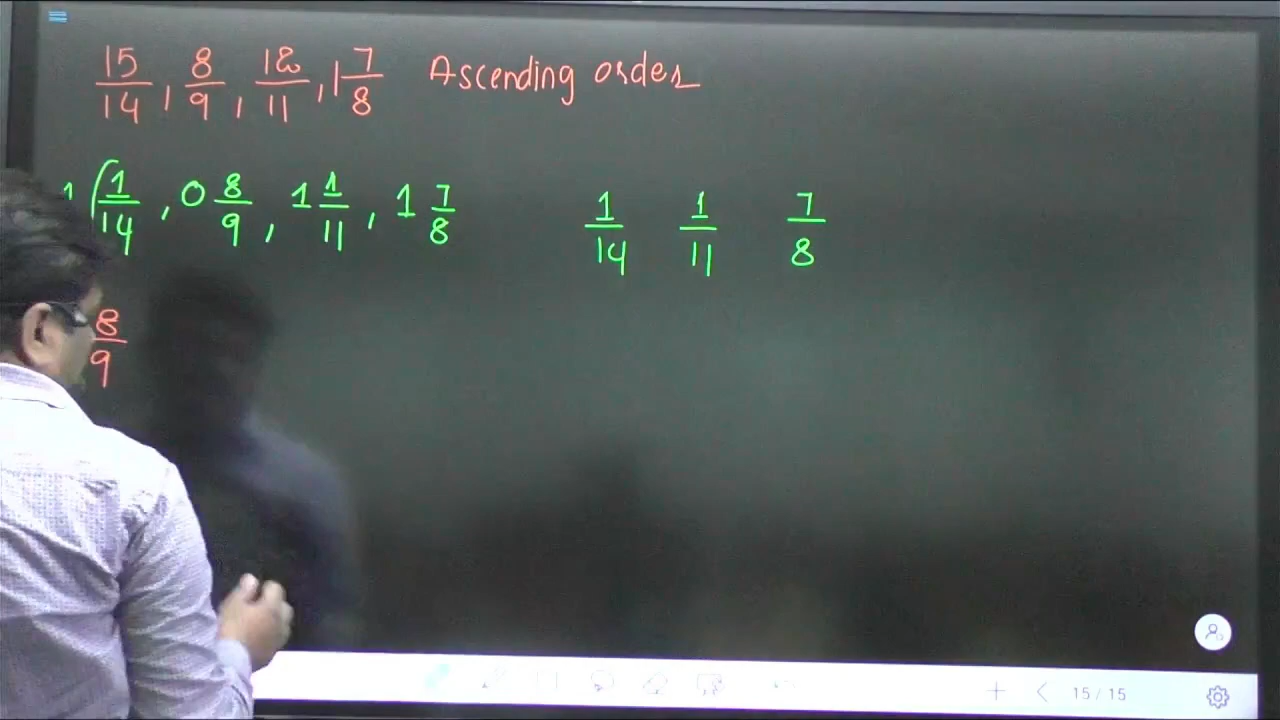 15/14, 8/9, 12/11, 1 7/8 Ascending order
1 1/14, 0 8/9, 1 1/11, 1 7/8 1/14 1/11 7/8
8/9
15/15